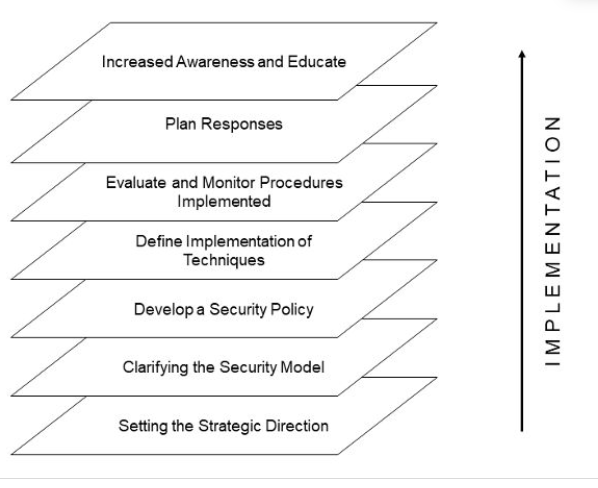 Increased Awareness and Educate
Plan Responses
Evaluate and Monitor Procedures
Implemented
Define Implementation of
Techniques
Develop a Security Policy
Clarifying the Security Model
Setting the Strategic Direction
IMPLEMENTATION